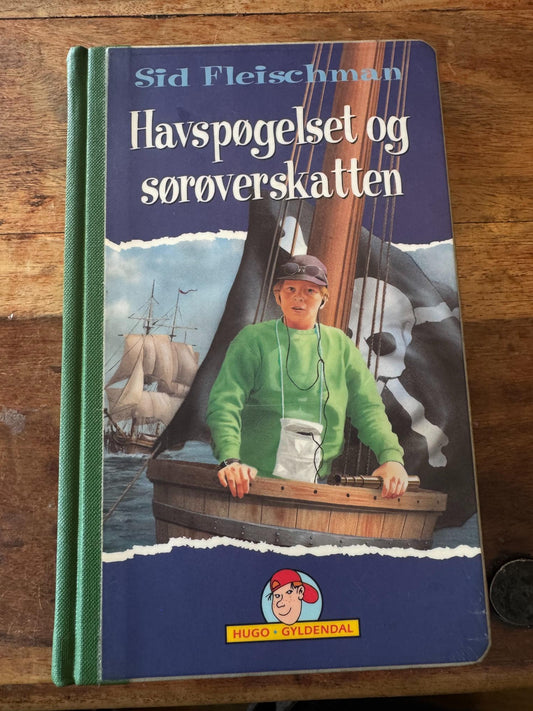 Sid Fleischman
Havspøgelset og
sørøverskatten
HUGO ★ GYLDENDAL